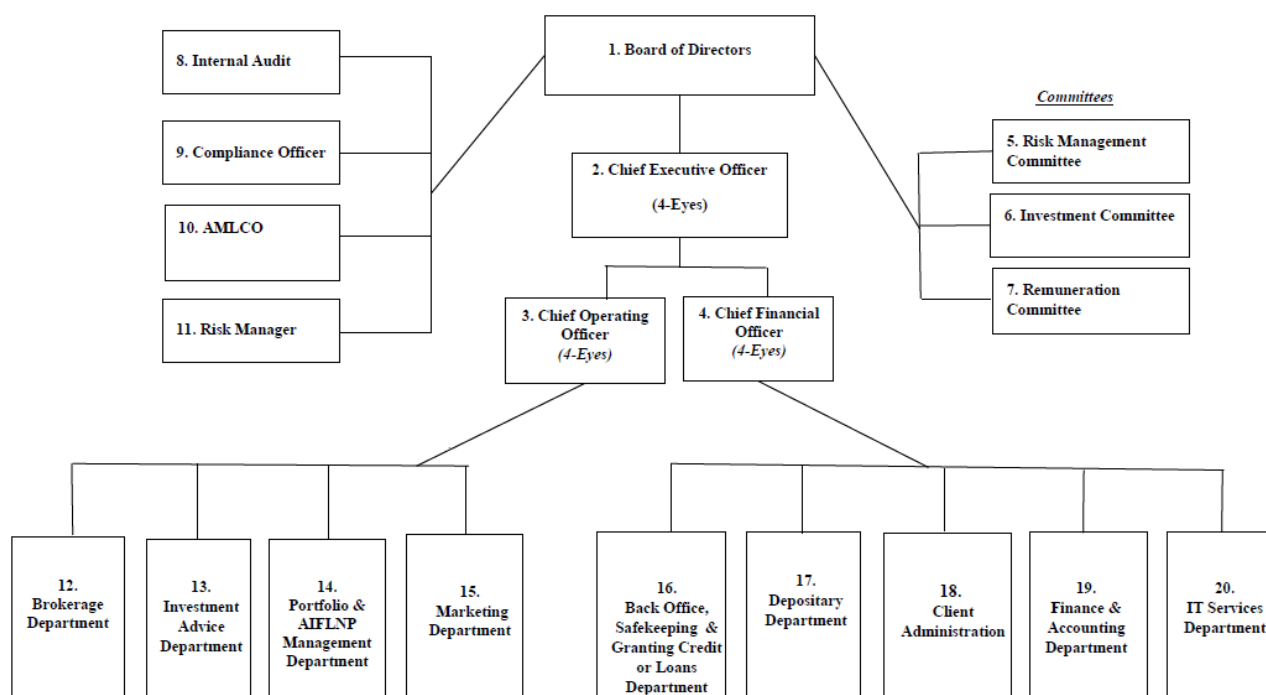 1. Board of Directors
8. Internal Audit
Committees
9. Compliance Officer
5. Risk Management
Committee
2. Chief Executive Officer
(4-Eyes)
10. AMLCO
6. Investment Committee
7. Remuneration
Committee
11. Risk Manager
3. Chief Operating
Officer
(4-Eyes)
4. Chief Financial
Officer
(4-Eyes)
12.
Brokerage
Department
13.
Investment
Advice
Department
14.
Portfolio &
AIFLNP
Management
Department
15.
Marketing
Department
16.
Back Office,
Safekeeping &
Granting Credit
or Loans
Department
17.
Depositary
Department
18.
Client
Administration
19.
Finance &
Accounting
Department
20.
IT Services
Department